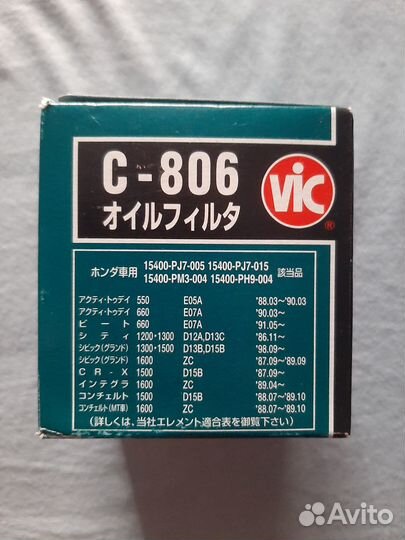 C-806
オイルフィルタ
VIC
®
ホンダ車用 15400-PJ7-005 15400-PJ7-015 該当品
15400-PM3-004 15400-PH9-004
アクティ・トゥデイ 550 E05A '88.03～'90.03
アクティ・トゥデイ 660 E07A '90.03～
ビート 660 E07A '91.05～
シティ 1200・1300 D12A,D13C '86.11～
シビック(グランド) 1300・1500 D13B,D15B '98.09～
シビック(グランド) 1600 ZC '87.09～'89.09
CR-X 1500 D15B '87.09～
インテグラ 1600 ZC '89.04～
コンチェルト 1500 D15B '88.07～'89.10
コンチェルト(MT車) 1600 ZC '88.07～'89.10
(詳しくは、当社エレメント適合表を御覧下さい)
Avito